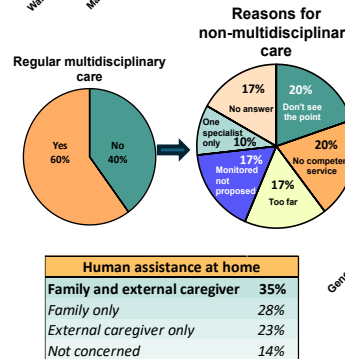 Reasons for
non-multidisciplinar
care
Regular multidisciplinary
care
Yes
60%
No
40%
17%
No answer
20%
Don't see
the point
One
specialist
only 10%
20%
No competen
service
17%
Monitored
not
proposed
17%
Too far
Human assistance at home
Family and external caregiver 35%
Family only 28%
External caregiver only 23%
Not concerned 14%